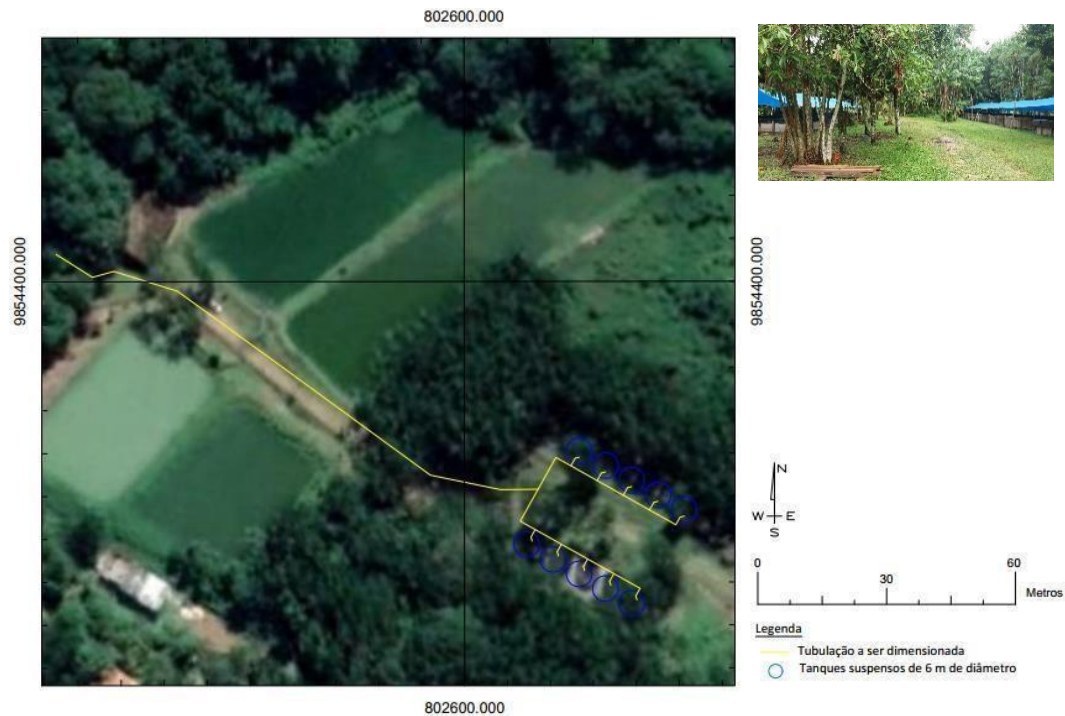 802600.000
9854400.000
9854400.000
N
W E
S
0 30 60
Metros
Legenda
Tubulação a ser dimensionada
Tanques suspensos de 6 m de diâmetro
802600.000